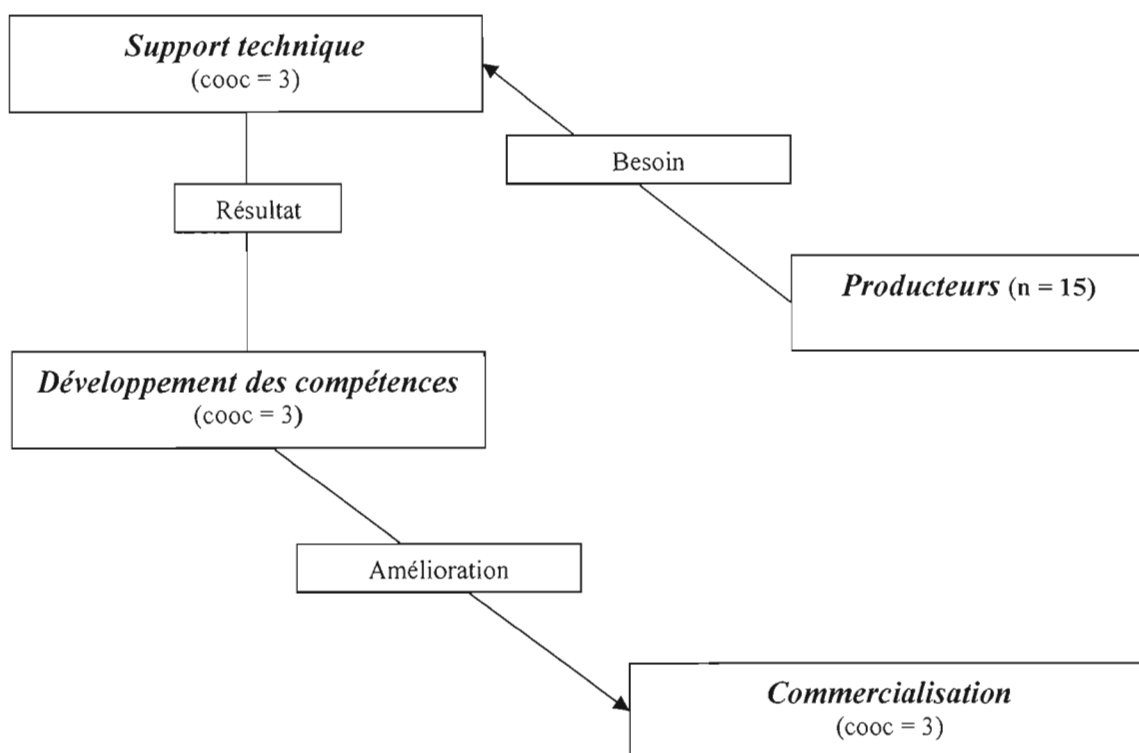 Support technique
(cooc = 3)
Besoin
Résultat
Producteurs (n = 15)
Développement des compétences
(cooc = 3)
Amélioration
Commercialisation
(cooc = 3)